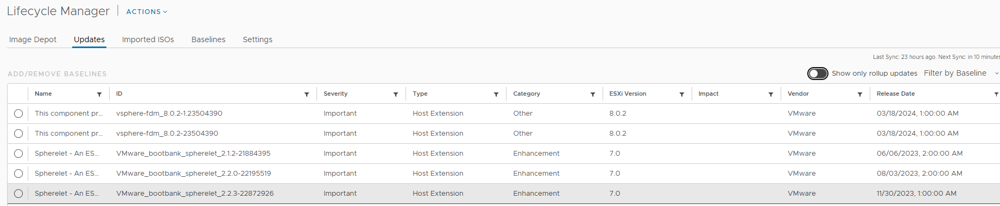 Lifecycle Manager ACTIONS
Image Depot Updates Imported ISOs Baselines Settings
Last Sync: 23 hours ago. Next Sync: in 10 minutes
ADD/REMOVE BASELINES Show only rollup updates Filter by Baseline
Name ID Severity Type Category ESXi Version Impact Vendor Release Date
This component pr... vsphere-fdm_8.0.2-1.23504390 Important Host Extension Other 8.0.2 VMware 03/18/2024, 1:00:00 AM
This component pr... vsphere-fdm_8.0.2-23504390 Important Host Extension Other 8.0.2 VMware 03/18/2024, 1:00:00 AM
Spherelet - An ES... VMware_bootbank_spherelet_2.1.2-21884395 Important Host Extension Enhancement 7.0 VMware 06/06/2023, 2:00:00 AM
Spherelet - An ES... VMware_bootbank_spherelet_2.2.0-22195519 Important Host Extension Enhancement 7.0 VMware 08/03/2023, 2:00:00 AM
Spherelet - An ES... VMware_bootbank_spherelet_2.2.3-22872926 Important Host Extension Enhancement 7.0 VMware 11/30/2023, 1:00:00 AM